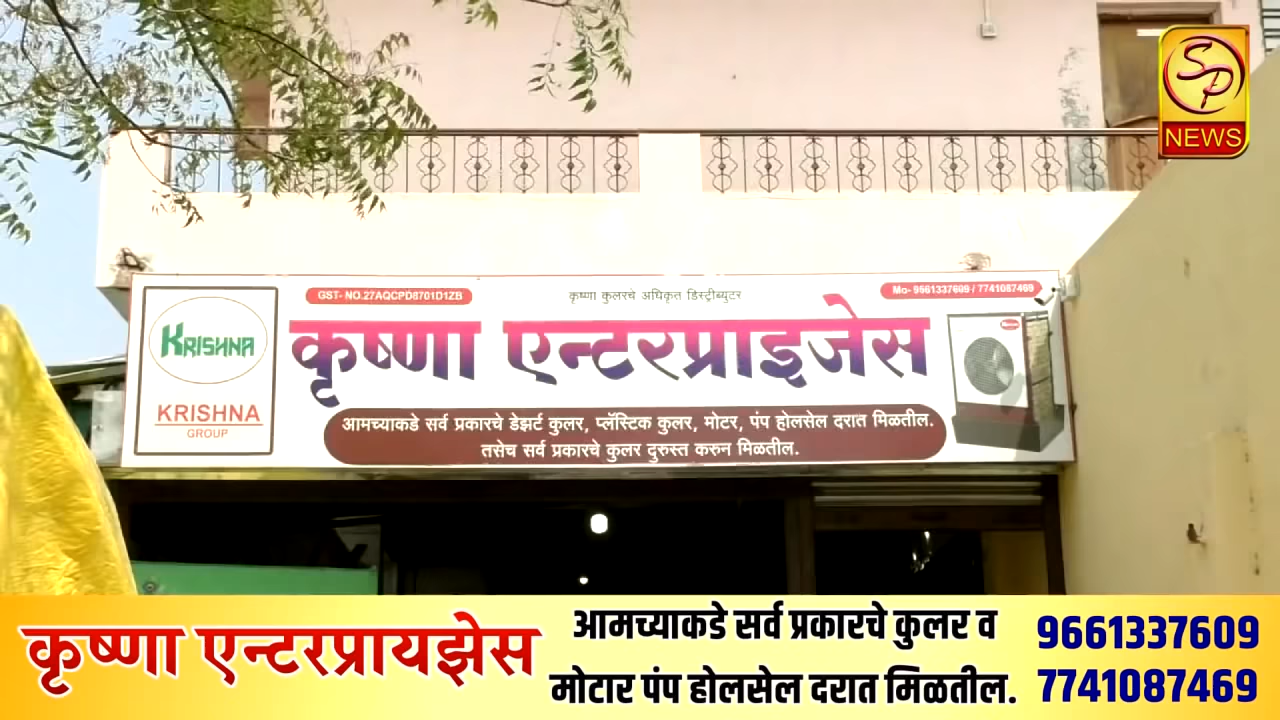 SP
NEWS
GST- NO.27AQCPD8701D1ZB
कृष्णा कुलरचे अधिकृत डिस्ट्रीब्युटर
Mo- 9661337609 / 7741087469
KRISHNA
KRISHNA
GROUP
कृष्णा एन्टरप्राइजेस
आमच्याकडे सर्व प्रकारचे डेझर्ट कुलर, प्लॅस्टिक कुलर, मोटर, पंप होलसेल दरात मिळतील.
तसेच सर्व प्रकारचे कुलर दुरुस्त करुन मिळतील.
कृष्णा एन्टरप्रायझेस
आमच्याकडे सर्व प्रकारचे कुलर व
मोटार पंप होलसेल दरात मिळतील.
9661337609
7741087469